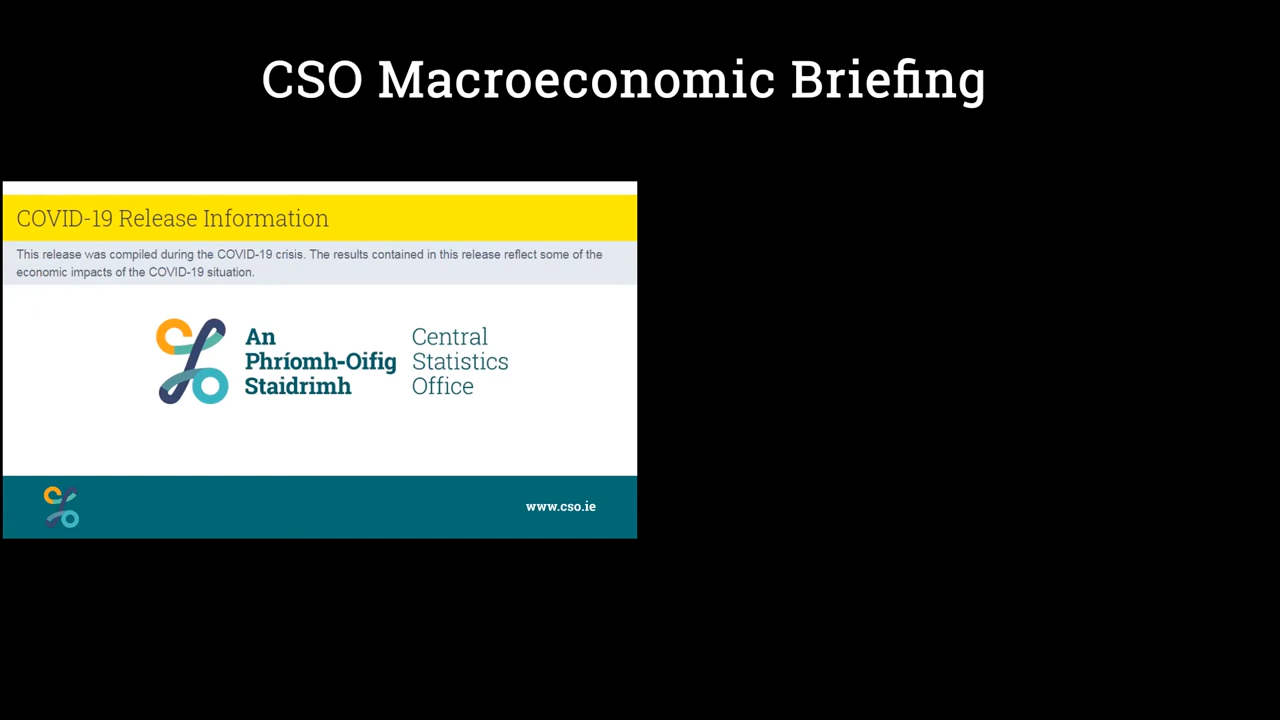 CSO Macroeconomic Briefing
COVID-19 Release Information
This release was compiled during the COVID-19 crisis. The results contained in this release reflect some of the
economic impacts of the COVID-19 situation.
An
Phríomh-Oifig
Staidrimh
Central
Statistics
Office
www.cso.ie